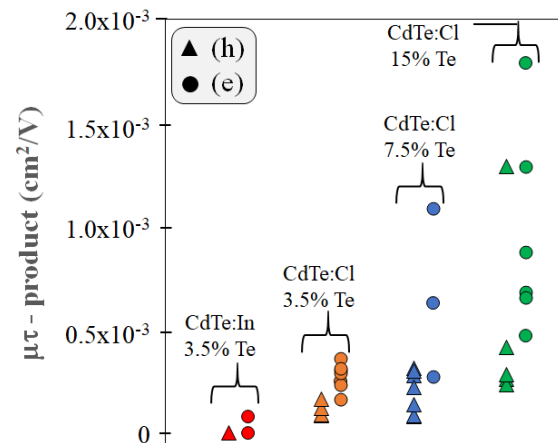 2.0x10⁻³
1.5x10⁻³
1.0x10⁻³
0.5x10⁻³
0
μτ - product (cm²/V)
(h)
(e)
CdTe:In
3.5% Te
CdTe:Cl
3.5% Te
CdTe:Cl
7.5% Te
CdTe:Cl
15% Te